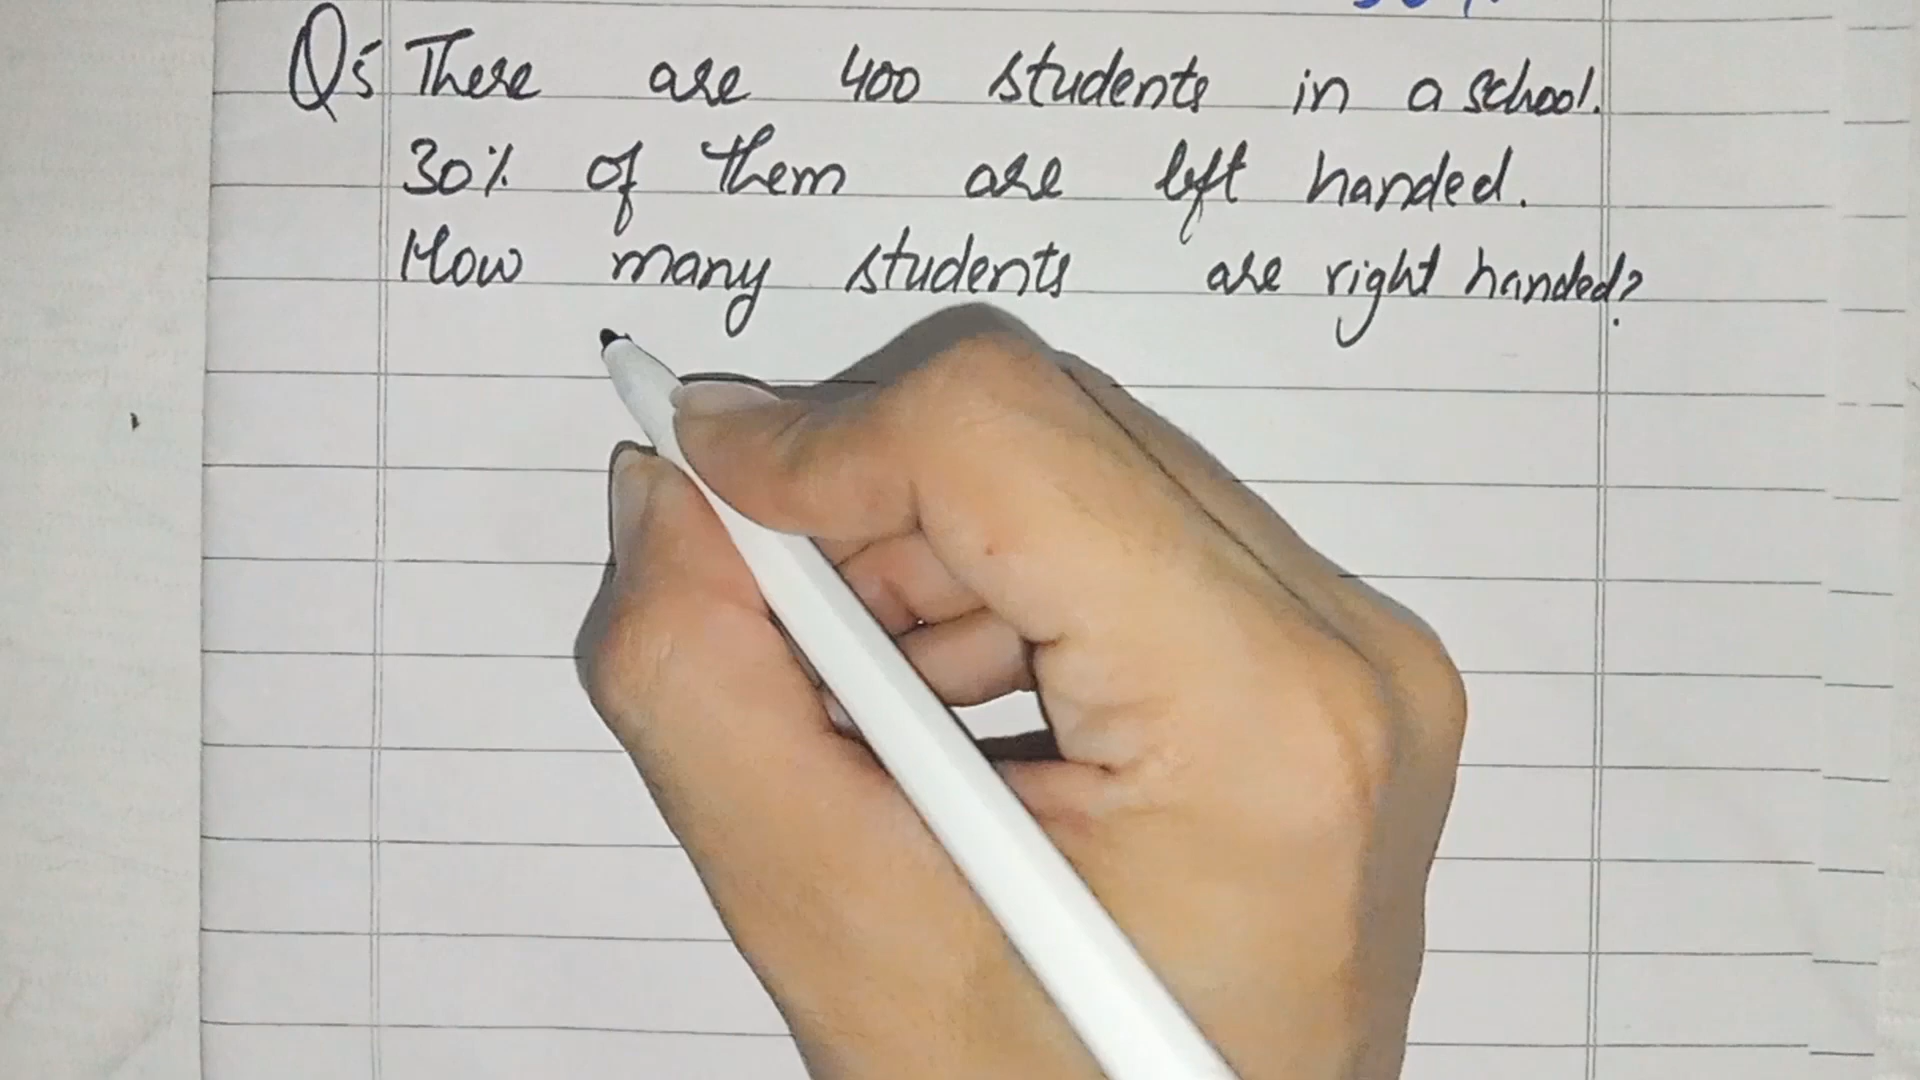 Q5 There are 400 students in a school.
30% of them are left handed.
How many students are right handed?